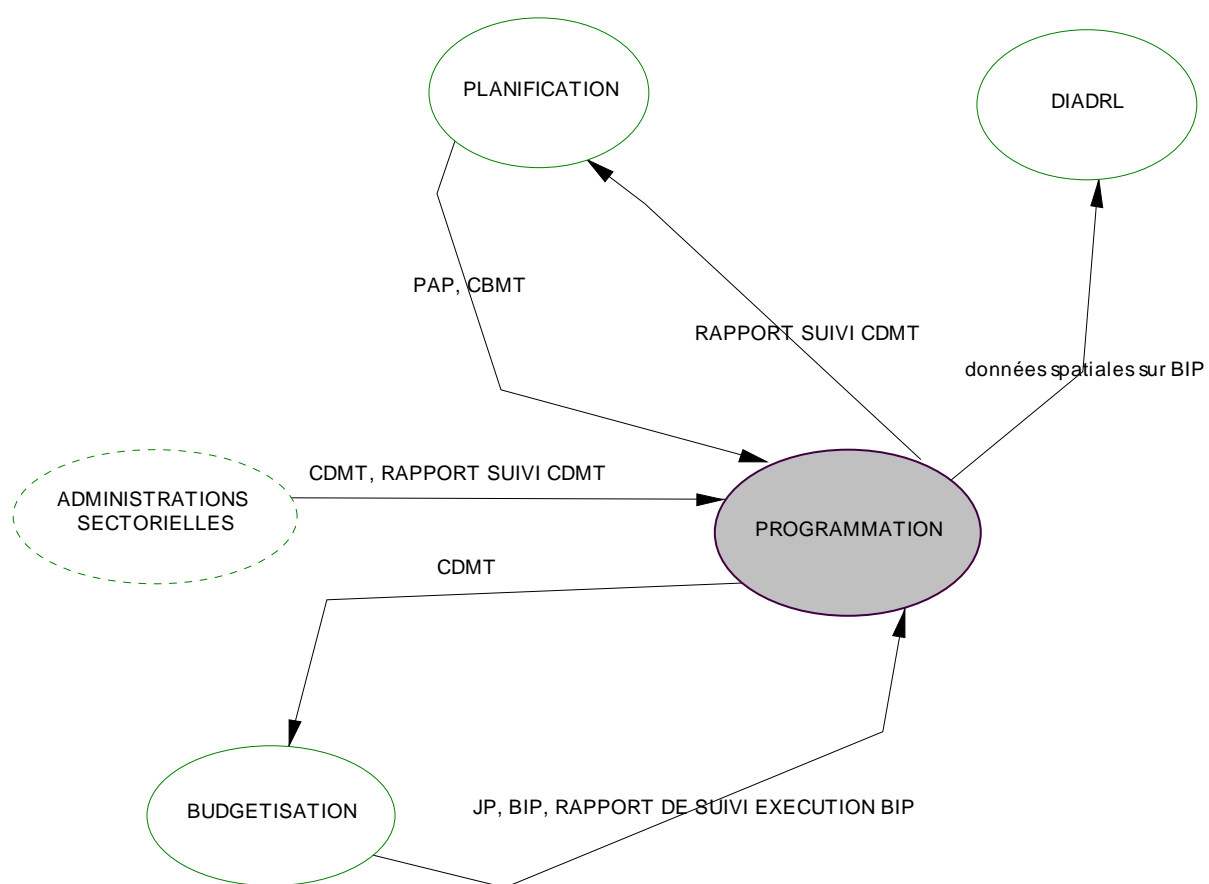 PLANIFICATION
DIADRL
PAP, CBMT
RAPPORT SUIVI CDMT
données spatiales sur BIP
CDMT, RAPPORT SUIVI CDMT
ADMINISTRATIONS
SECTORIELLES
PROGRAMMATION
CDMT
BUDGETISATION
JP, BIP, RAPPORT DE SUIVI EXECUTION BIP